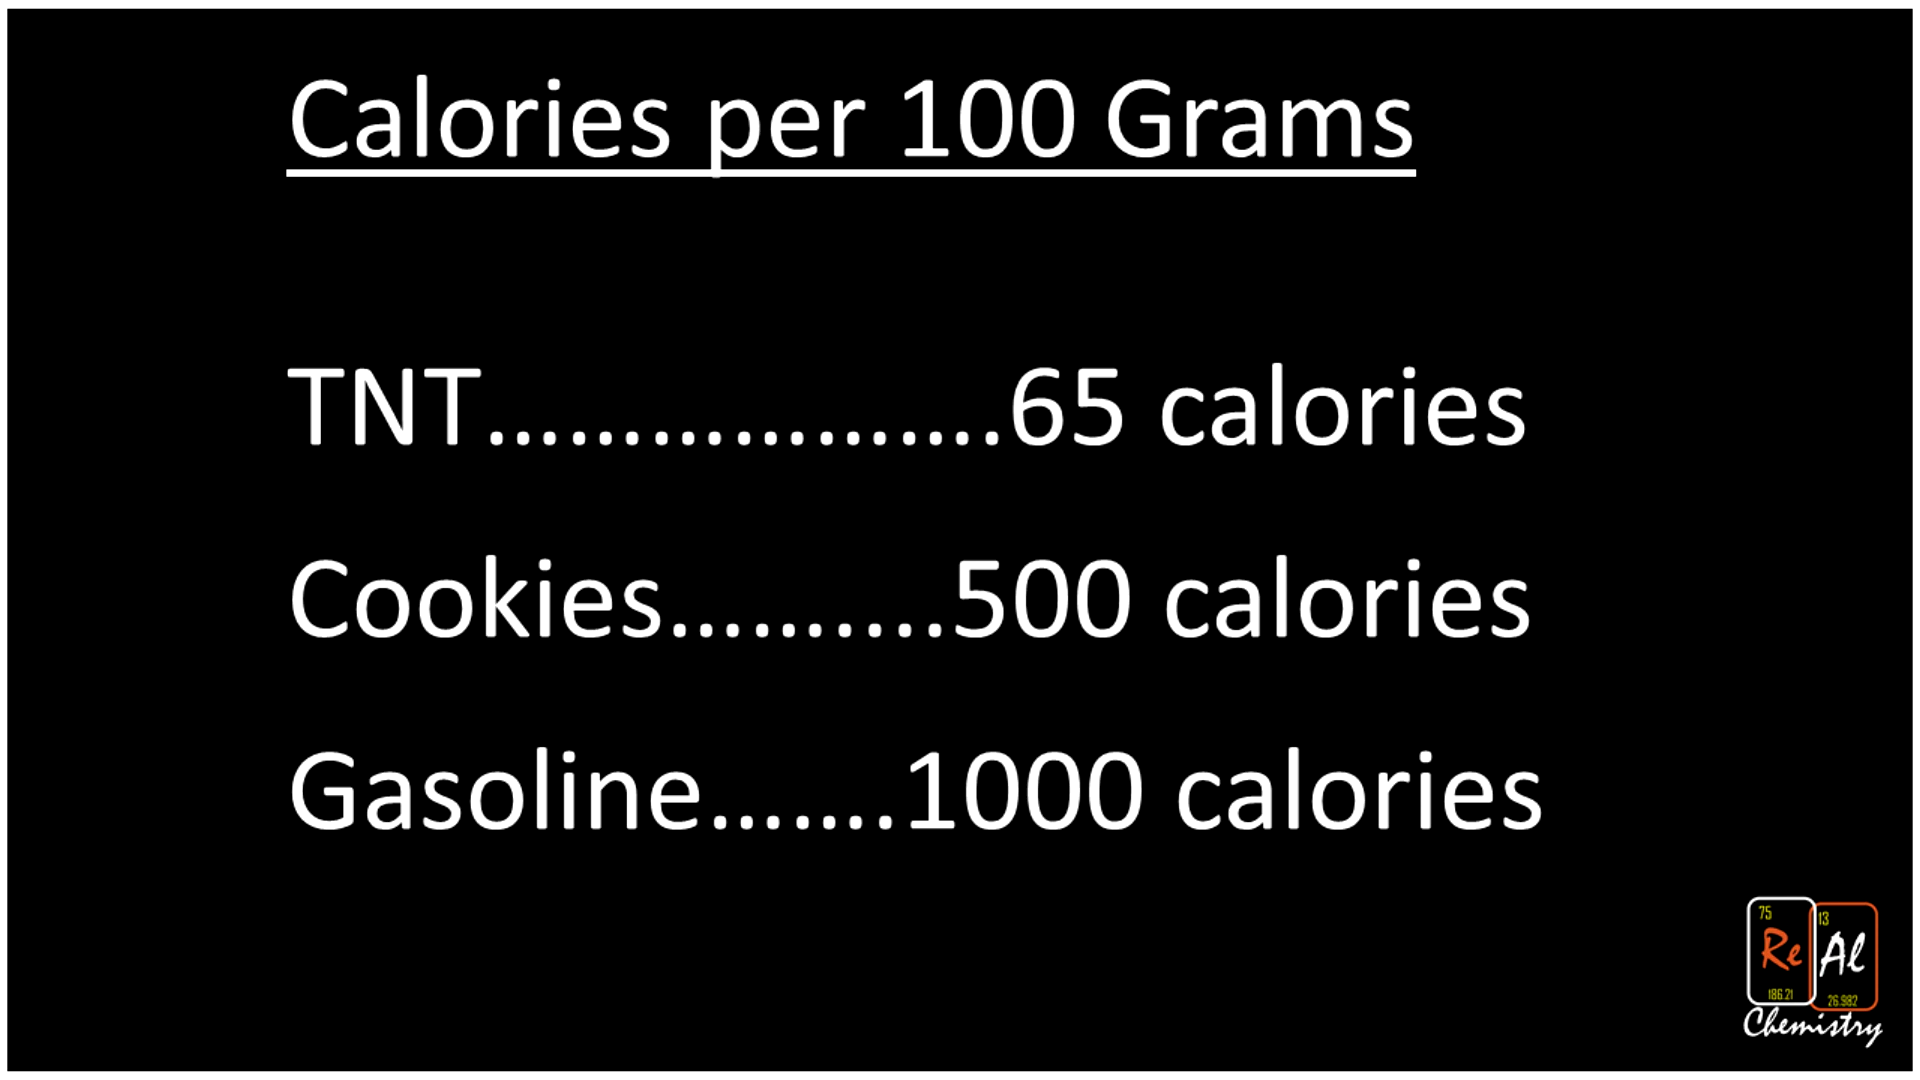 Calories per 100 Grams
TNT...................65 calories
Cookies..........500 calories
Gasoline.......1000 calories
75 13
Re Al
186.21 26.982
Chemistry